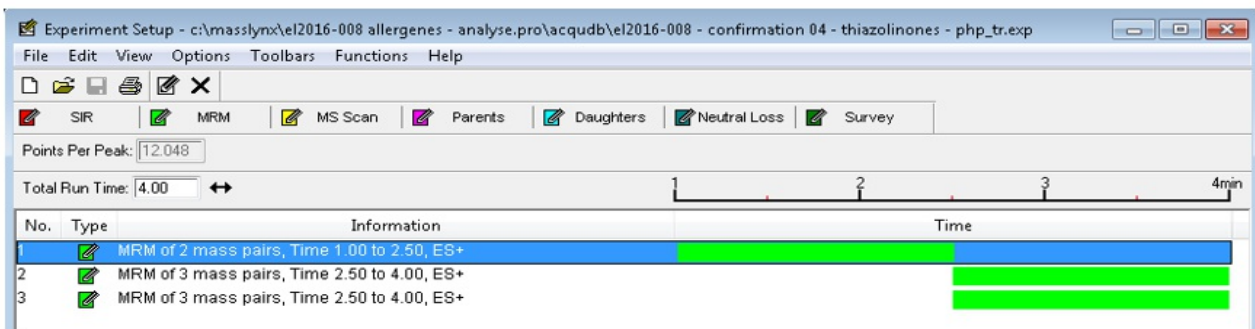 Experiment Setup - c:\masslynx\el2016-008 allergenes - analyse.pro\acqudb\el2016-008 - confirmation 04 - thiazolinones - php_tr.exp
File Edit View Options Toolbars Functions Help
SIR MRM MS Scan Parents Daughters Neutral Loss Survey
Points Per Peak: 12.048
Total Run Time: 4.00 1 2 3 4min
No. Type Information Time
1 MRM of 2 mass pairs, Time 1.00 to 2.50, ES+
2 MRM of 3 mass pairs, Time 2.50 to 4.00, ES+
3 MRM of 3 mass pairs, Time 2.50 to 4.00, ES+